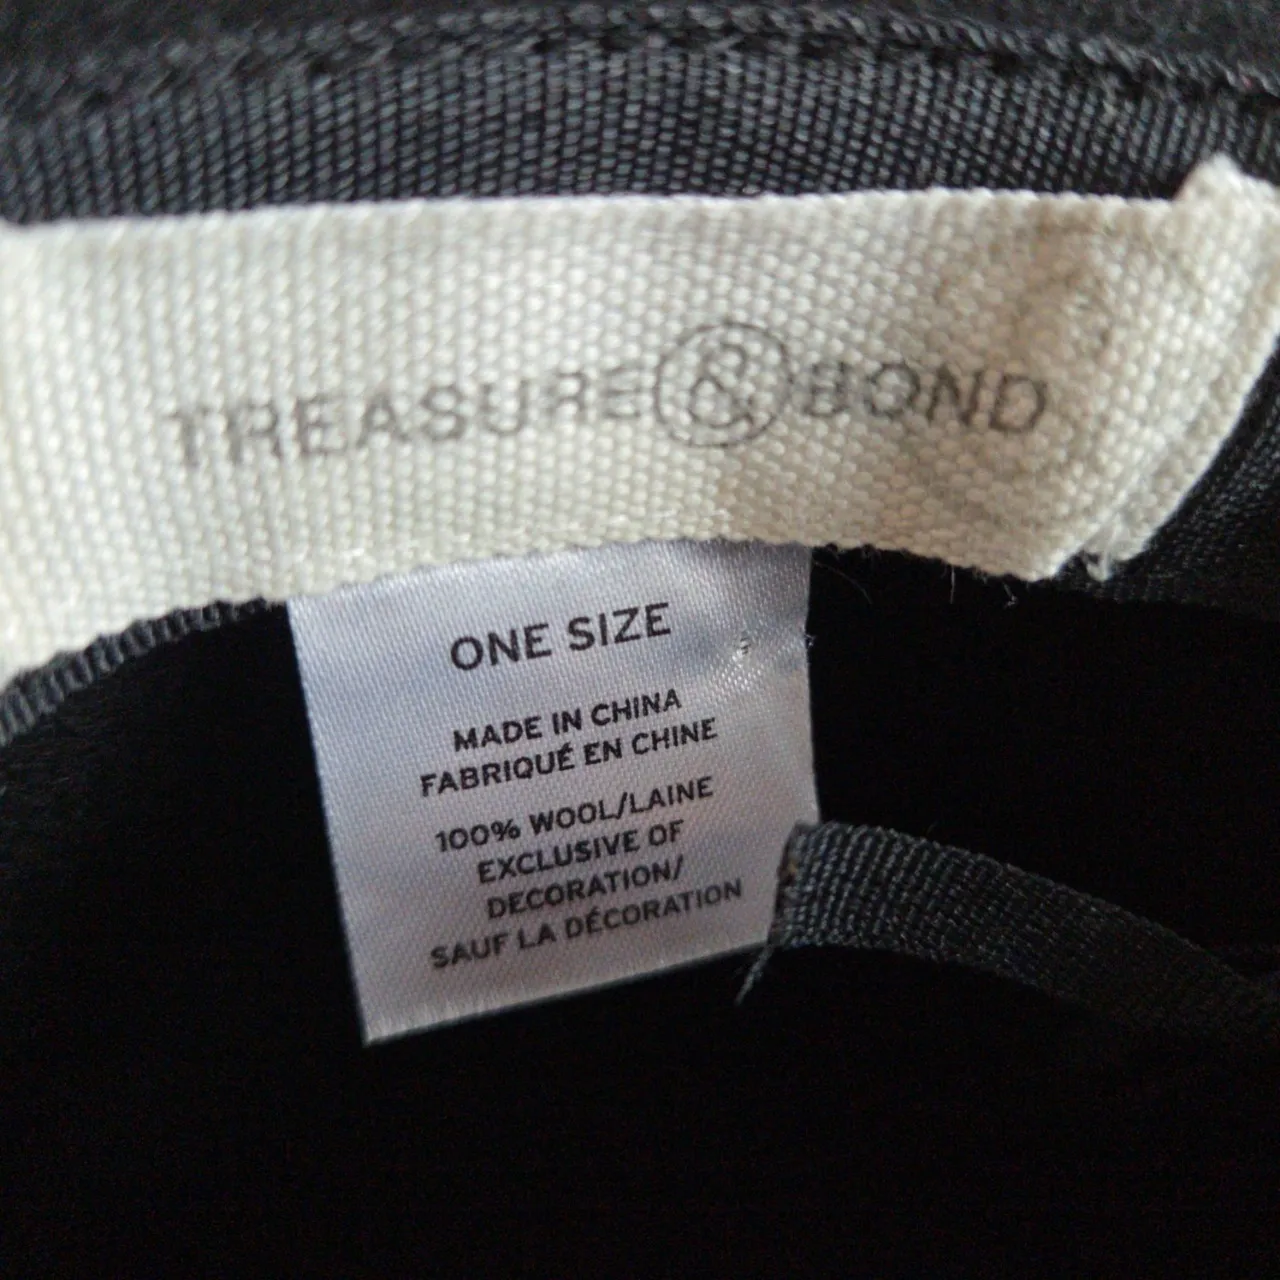 TREASURE & BOND
ONE SIZE
MADE IN CHINA
FABRIQUÉ EN CHINE
100% WOOL/LAINE
EXCLUSIVE OF
DECORATION/
SAUF LA DÉCORATION